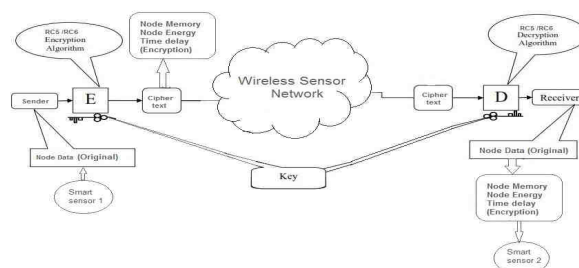 RC5 /RC6
Encryption
Algorithm
Node Memory
Node Energy
Time delay
(Encryption)
RC5 /RC6
Decryption
Algorithm
Wireless Sensor
Network
Sender
E
Cipher
text
Cipher
text
D
Receiver
Node Data (Original)
Key
Node Data (Original)
Smart
sensor 1
Node Memory
Node Energy
Time delay
(Encryption)
Smart
sensor 2